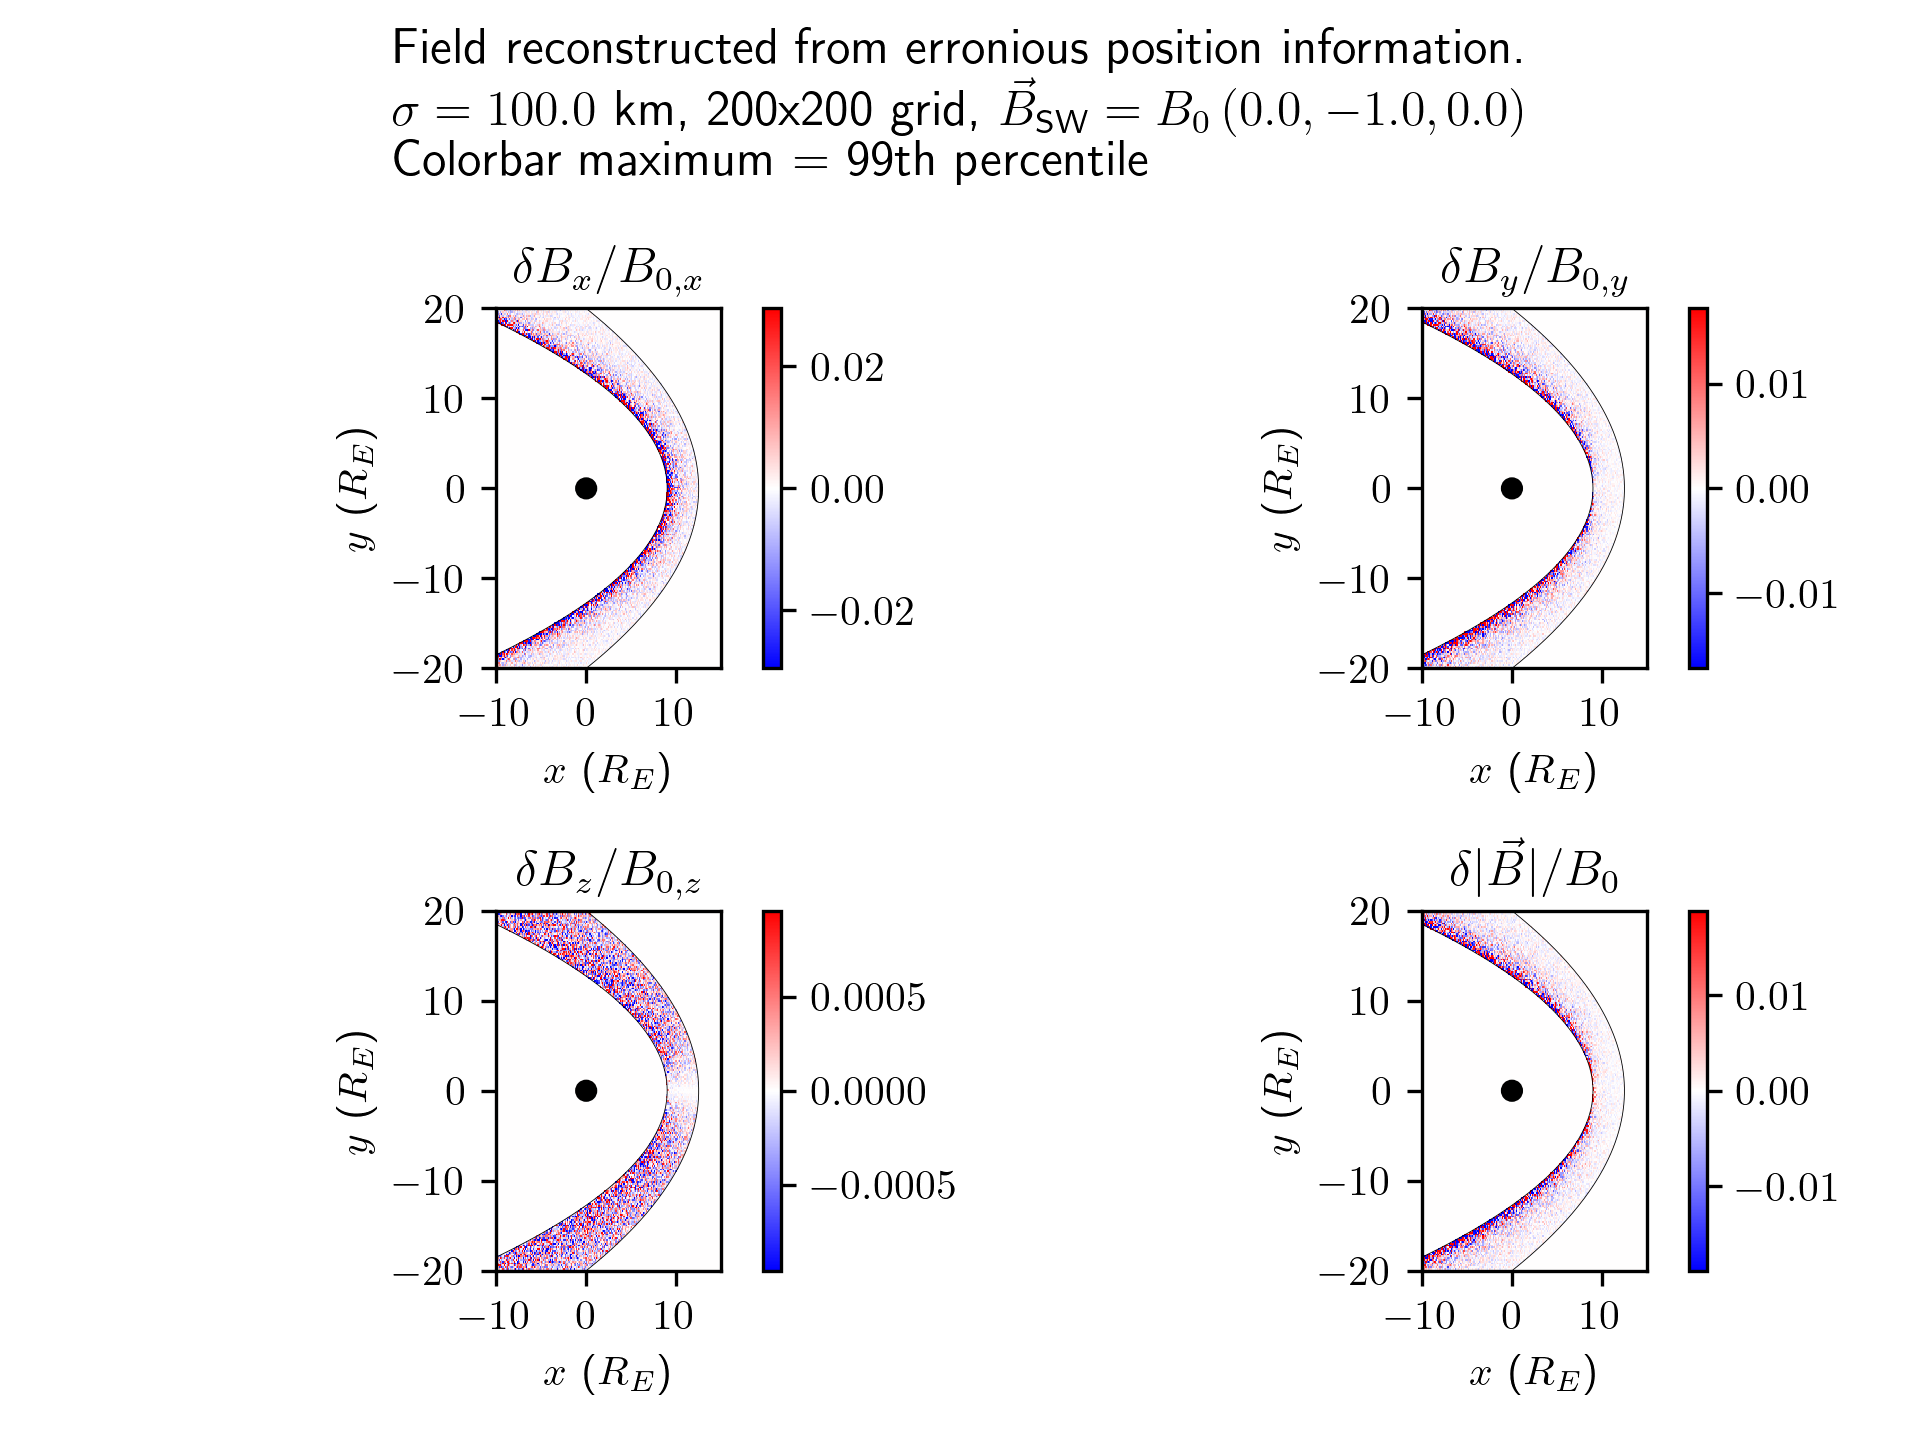 Field reconstructed from erronious position information.
σ = 100.0 km, 200x200 grid, B⃗_SW = B₀ (0.0, −1.0, 0.0)
Colorbar maximum = 99th percentile
δB_x/B_{0,x}
20
10
0
−10
−20
y (R_E)
−10 0 10
x (R_E)
0.02
0.00
−0.02
δB_y/B_{0,y}
20
10
0
−10
−20
y (R_E)
−10 0 10
x (R_E)
0.01
0.00
−0.01
δB_z/B_{0,z}
20
10
0
−10
−20
y (R_E)
−10 0 10
x (R_E)
0.0005
0.0000
−0.0005
δ|B⃗|/B₀
20
10
0
−10
−20
y (R_E)
−10 0 10
x (R_E)
0.01
0.00
−0.01